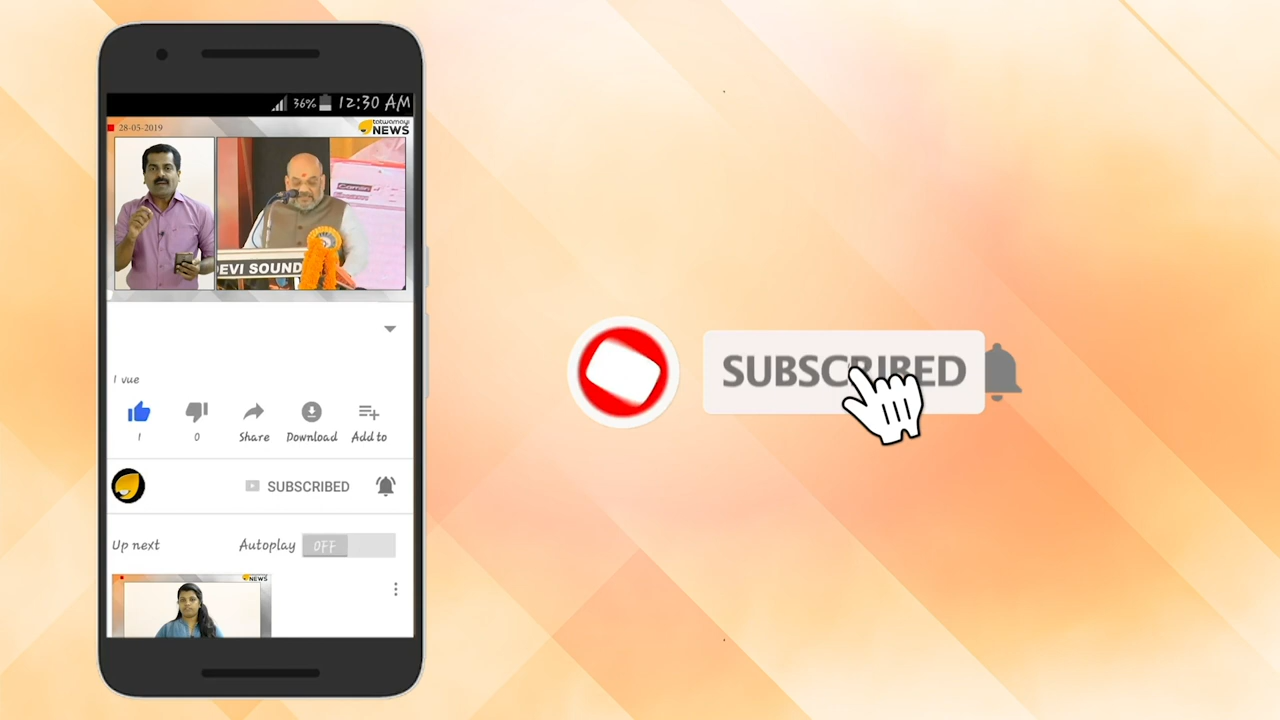 36% 12:30 AM
28-05-2019
tatwamayi
NEWS
DEVI SOUND
1 vue
1
0
Share
Download
Add to
SUBSCRIBED
Up next
Autoplay
OFF
NEWS
SUBSCRIBED